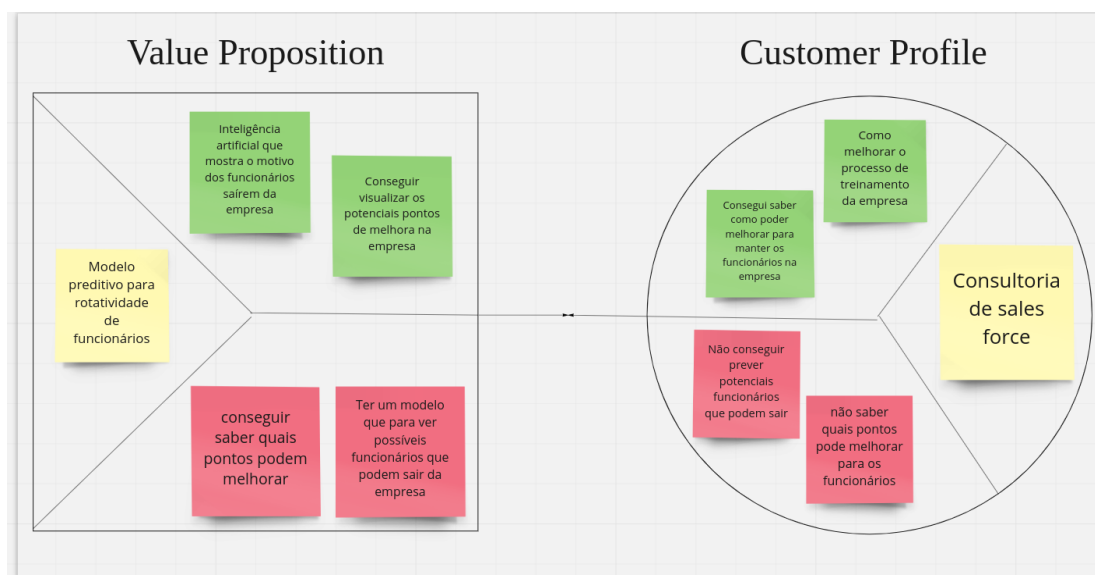 Value Proposition
Customer Profile
Inteligência
artificial que
mostra o motivo
dos funcionários
saírem da
empresa
Conseguir
visualizar os
potenciais pontos
de melhora na
empresa
Modelo
preditivo para
rotatividade
de
funcionários
conseguir
saber quais
pontos podem
melhorar
Ter um modelo
que para ver
possíveis
funcionários que
podem sair da
empresa
Como
melhorar o
processo de
treinamento
da empresa
Consegui saber
como poder
melhorar para
manter os
funcionários na
empresa
Consultoria
de sales
force
Não conseguir
prever
potenciais
funcionários
que podem sair
não saber
quais pontos
pode melhorar
para os
funcionários